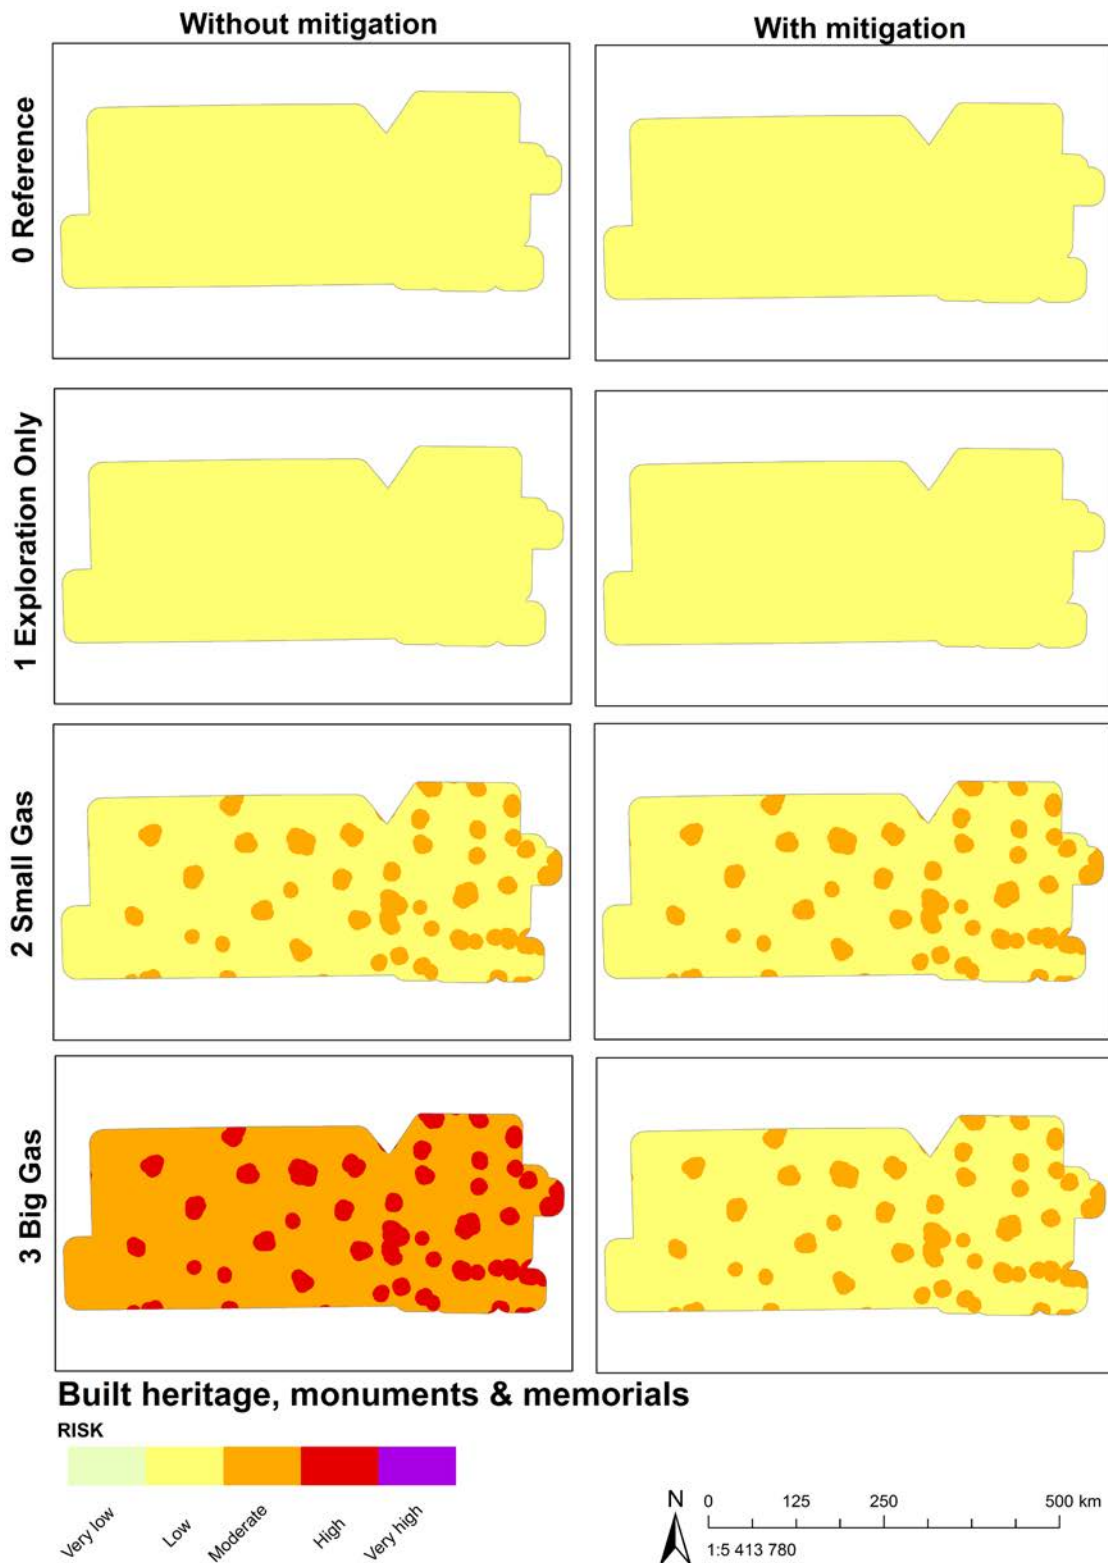 Without mitigation
With mitigation
0 Reference
1 Exploration Only
2 Small Gas
3 Big Gas
Built heritage, monuments & memorials
RISK
Very low
Low
Moderate
High
Very high
N
0 125 250 500 km
1:5 413 780